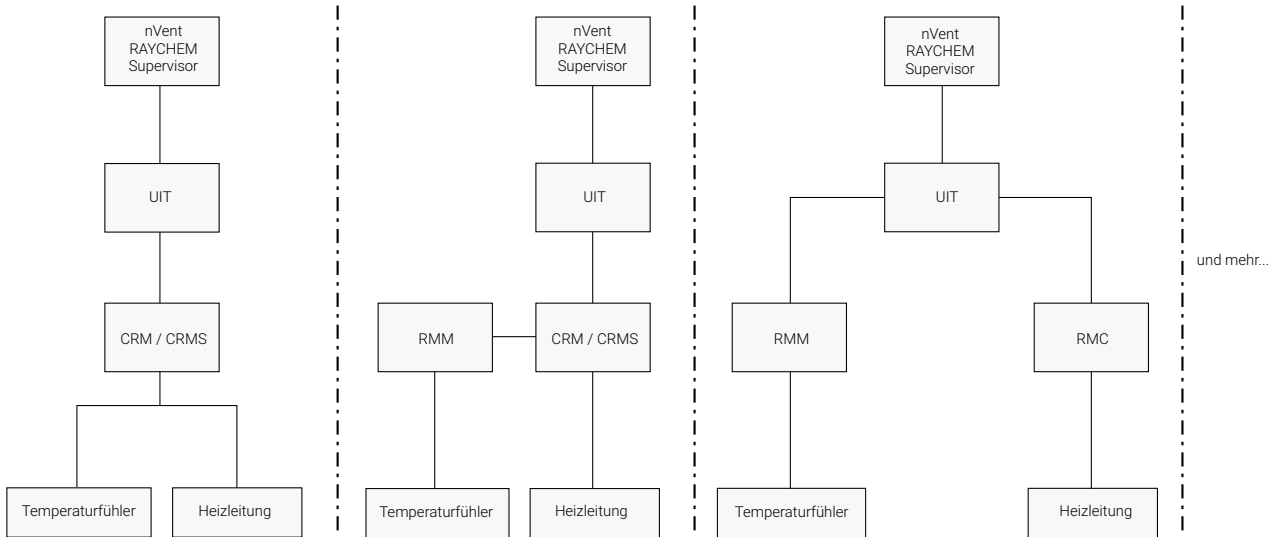 nVent
RAYCHEM
Supervisor
UIT
CRM / CRMS
Temperaturfühler
Heizleitung
nVent
RAYCHEM
Supervisor
UIT
RMM
CRM / CRMS
Temperaturfühler
Heizleitung
nVent
RAYCHEM
Supervisor
UIT
RMM
RMC
Temperaturfühler
Heizleitung
und mehr...